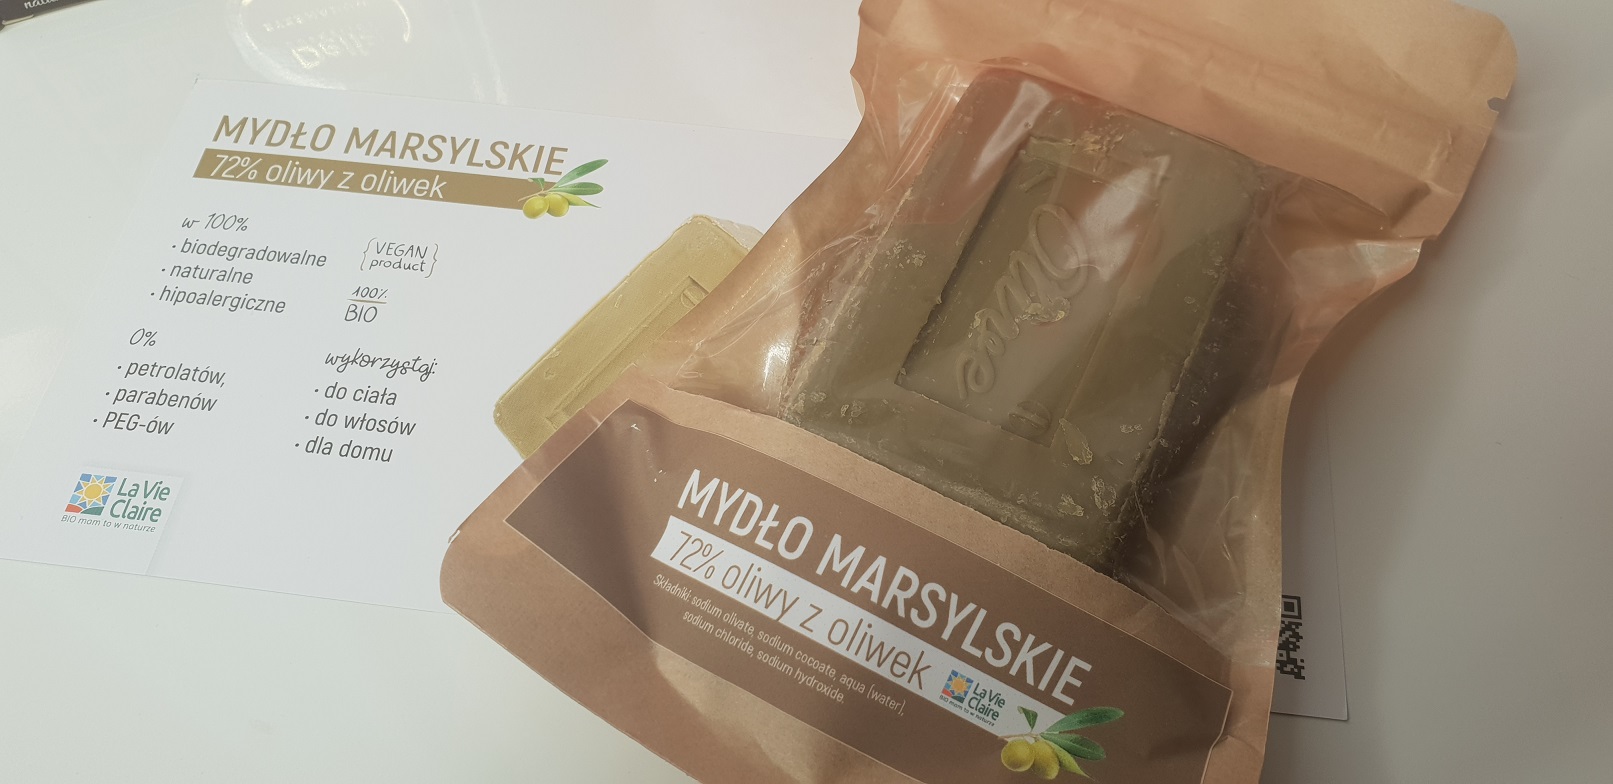 MYDŁO MARSYLSKIE
72% oliwy z oliwek
w 100%
• biodegradowalne
• naturalne
• hipoalergiczne
VEGAN
product
100%
BIO
0%
• petrolatów,
• parabenów
• PEG-ów
wykorzystaj:
• do ciała
• do włosów
• dla domu
La Vie
Claire
BIO mam to w naturze
MYDŁO MARSYLSKIE
72% oliwy z oliwek
Składniki: sodium olivate, sodium cocoate, aqua (water),
sodium chloride, sodium hydroxide.
La Vie
Claire
BIO mam to w naturze